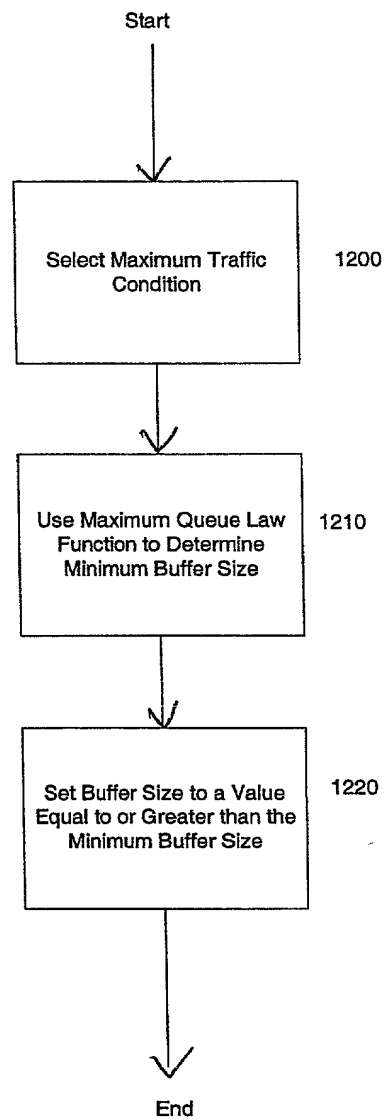 Start
Select Maximum Traffic
Condition
1200
Use Maximum Queue Law
Function to Determine
Minimum Buffer Size
1210
Set Buffer Size to a Value
Equal to or Greater than the
Minimum Buffer Size
1220
End